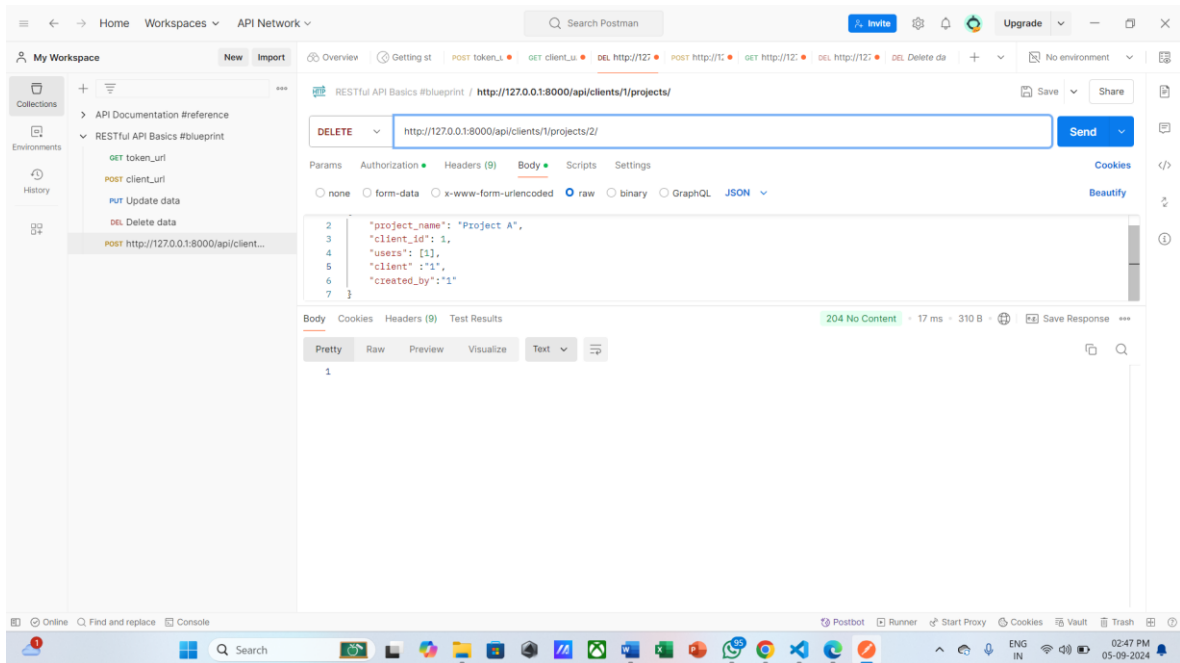 Home Workspaces API Network Search Postman Invite Upgrade
My Workspace New Import Overview Getting st POST token_u GET client_u. DEL http://127 POST http://12 GET http://12: DEL http://127 DEL Delete da No environment
Collections
Environments
History
API Documentation #reference
RESTful API Basics #blueprint
GET token_url
POST client_url
PUT Update data
DEL Delete data
POST http://127.0.0.1:8000/api/client...
HTTP RESTful API Basics #blueprint / http://127.0.0.1:8000/api/clients/1/projects/ Save Share
DELETE http://127.0.0.1:8000/api/clients/1/projects/2/ Send
Params Authorization Headers (9) Body Scripts Settings Cookies
none form-data x-www-form-urlencoded raw binary GraphQL JSON Beautify
2 "project_name": "Project A",
3 "client_id": 1,
4 "users": [1],
5 "client" :"1",
6 "created_by":"1"
7 }
Body Cookies Headers (9) Test Results 204 No Content 17 ms 310 B Save Response
Pretty Raw Preview Visualize Text
1
Online Find and replace Console Postbot Runner Start Proxy Cookies Vault Trash
1 Search 95 ENG 02:47 PM
IN 05-09-2024